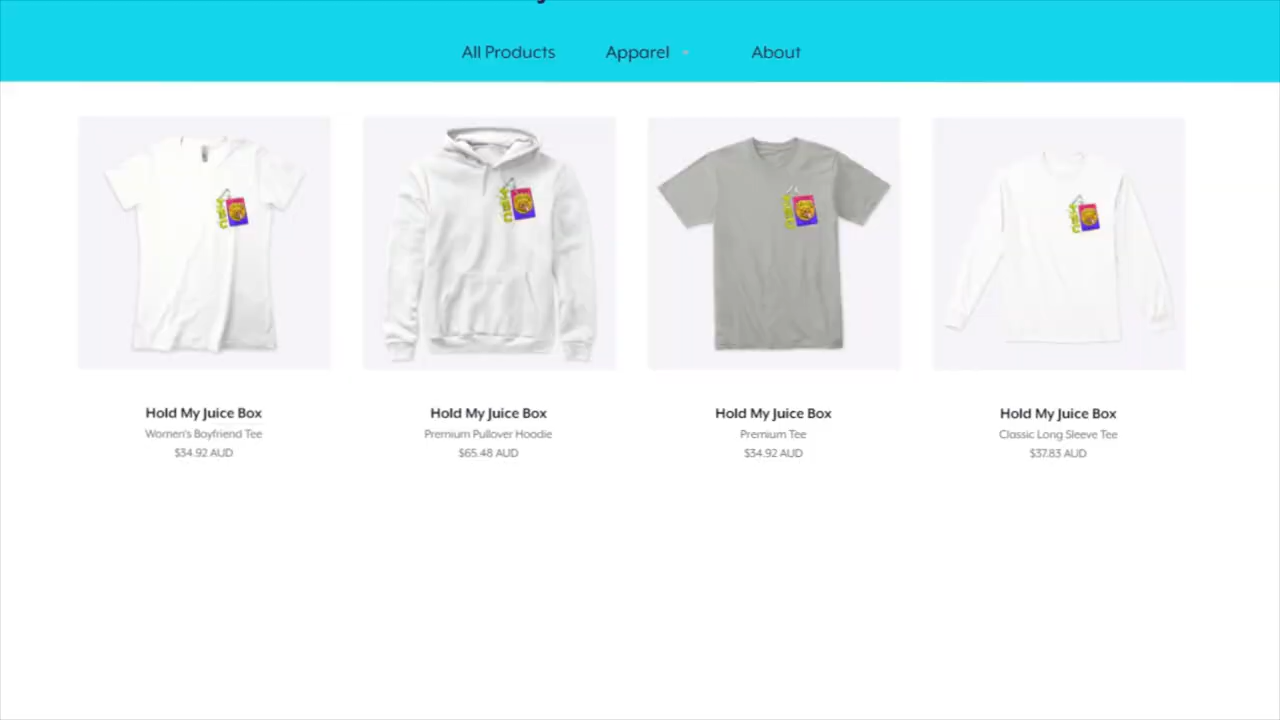 All Products
Apparel
About
Hold My Juice Box
Women's Boyfriend Tee
$34.92 AUD
Hold My Juice Box
Premium Pullover Hoodie
$65.48 AUD
Hold My Juice Box
Premium Tee
$34.92 AUD
Hold My Juice Box
Classic Long Sleeve Tee
$37.83 AUD